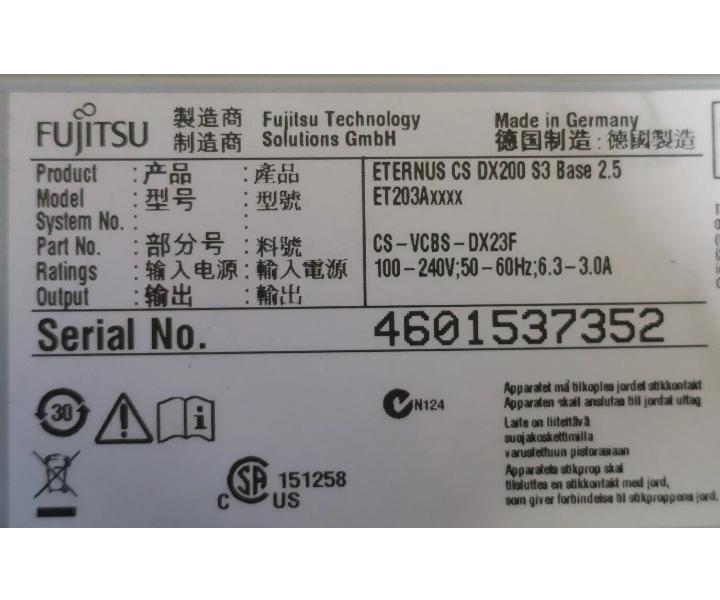 FUJITSU 製造商 Fujitsu Technology Made in Germany
制造商 Solutions GmbH 德国制造 : 德國製造
Product : 产品 : 產品 ETERNUS CS DX200 S3 Base 2.5
Model : 型号 : 型號 ET203Axxxx
System No. : :
Part No. : 部分号 : 料號 CS-VCBS-DX23F
Ratings : 输入电源 : 輸入電源 100-240V;50-60Hz;6.3-3.0A
Output : 输出 : 輸出
Serial No. 4601537352
30 i
N124
Apparatet må tilkoples jordet stikkontakt
Apparaten skall anslutas till jordat uttag
Laite on liitettävä
suojakoskettimilla
varustettuun pistorasiaan
Apparatets stikprop skal
tilsluttes en stikkontakt med jord,
som giver forbindelse til stikproppens jord.
C SA US 151258